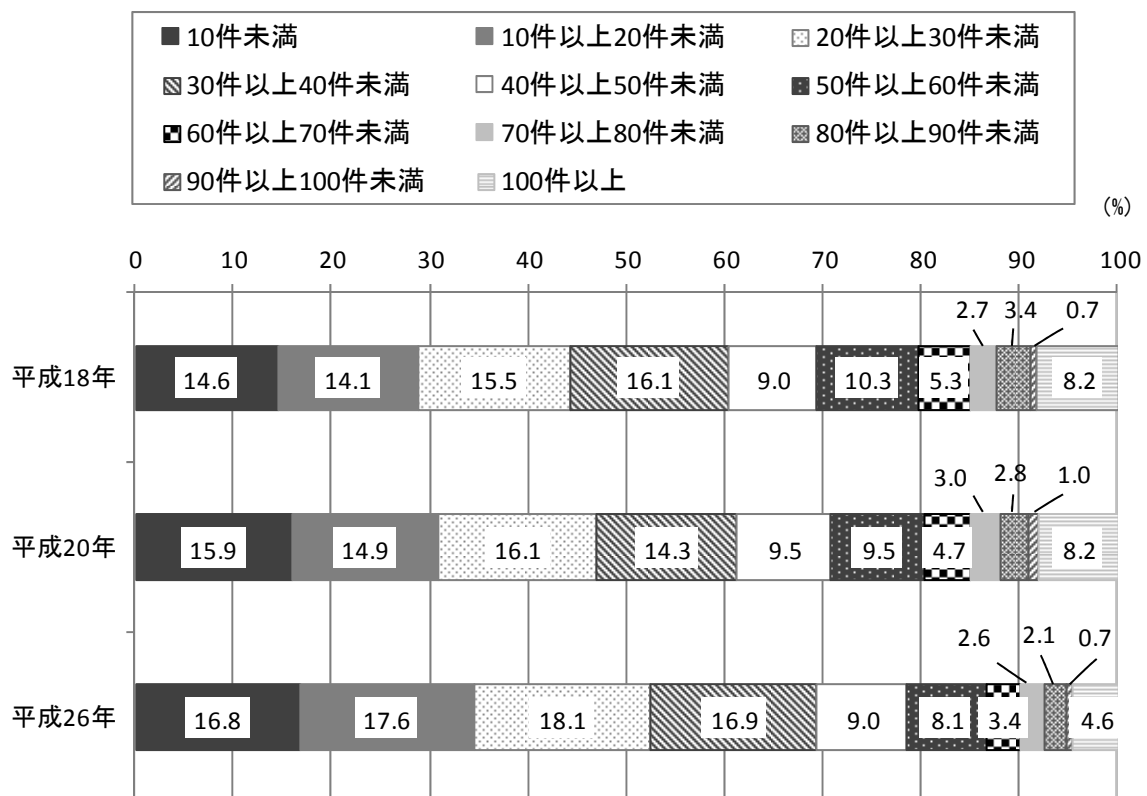 10件未満 10件以上20件未満 20件以上30件未満
30件以上40件未満 40件以上50件未満 50件以上60件未満
60件以上70件未満 70件以上80件未満 80件以上90件未満
90件以上100件未満 100件以上
(%)
0 10 20 30 40 50 60 70 80 90 100
2.7 3.4 0.7
平成18年 14.6 14.1 15.5 16.1 9.0 10.3 5.3 8.2
3.0 2.8 1.0
平成20年 15.9 14.9 16.1 14.3 9.5 9.5 4.7 8.2
2.6 2.1 0.7
平成26年 16.8 17.6 18.1 16.9 9.0 8.1 3.4 4.6